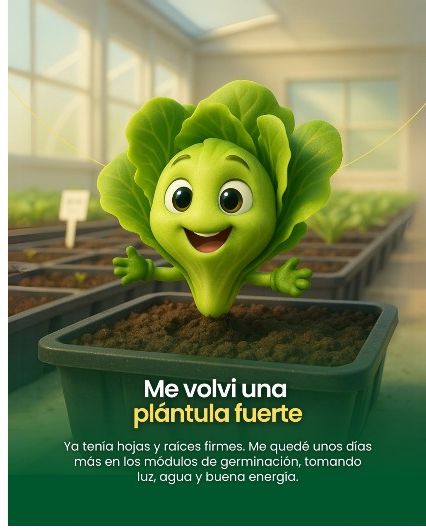 Me volvi una
plántula fuerte
Ya tenía hojas y raíces firmes. Me quedé unos días
más en los módulos de germinación, tomando
luz, agua y buena energía.